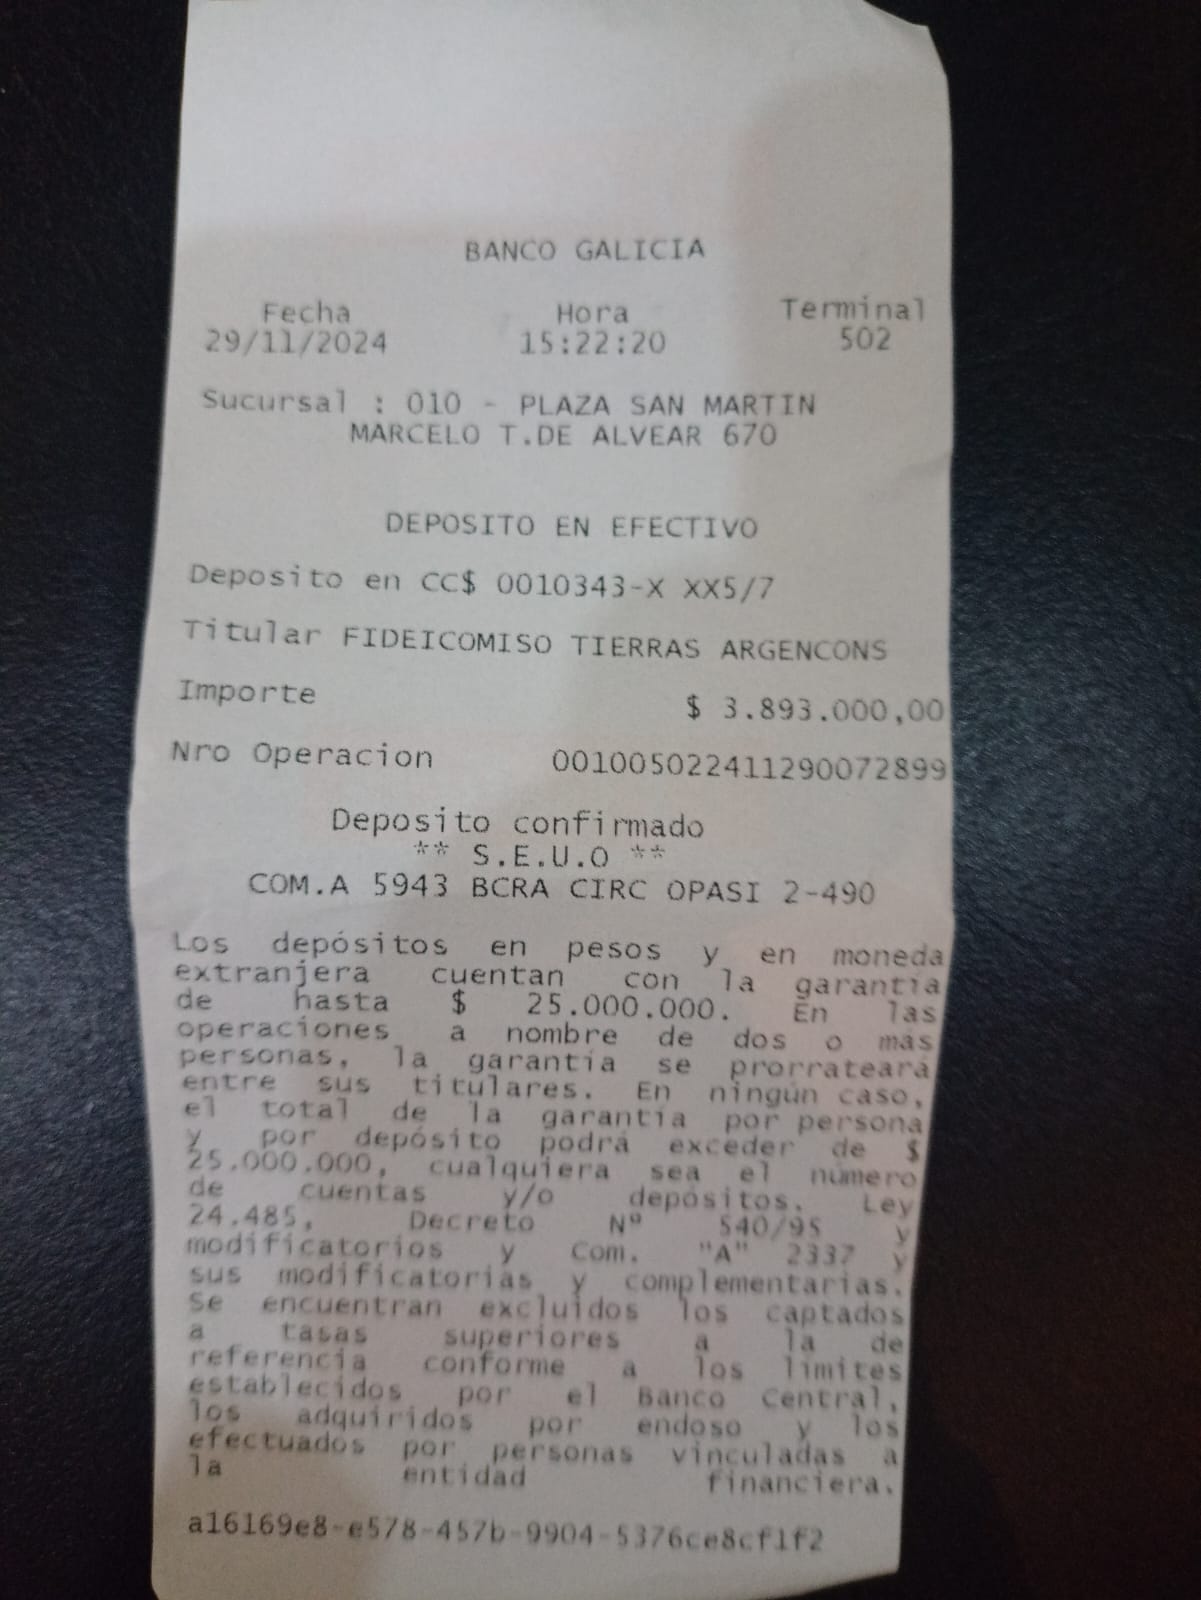 BANCO GALICIA
Fecha Hora Terminal
29/11/2024 15:22:20 502
Sucursal : 010 - PLAZA SAN MARTIN
MARCELO T.DE ALVEAR 670
DEPOSITO EN EFECTIVO
Deposito en CC$ 0010343-X XX5/7
Titular FIDEICOMISO TIERRAS ARGENCONS
Importe $ 3.893.000,00
Nro Operacion 001005022411290072899
Deposito confirmado
** S.E.U.O **
COM.A 5943 BCRA CIRC OPASI 2-490
Los depósitos en pesos y en moneda
extranjera cuentan con la garantía
de hasta $ 25.000.000. En las
operaciones a nombre de dos o más
personas, la garantía se prorrateará
entre sus titulares. En ningún caso,
el total de la garantía por persona
y por depósito podrá exceder de $
25.000.000, cualquiera sea el número
de cuentas y/o depósitos. Ley
24.485, Decreto Nº 540/95 y
modificatorios y Com. "A" 2337 y
sus modificatorias y complementarias.
Se encuentran excluidos los captados
a tasas superiores a la de
referencia conforme a los límites
establecidos por el Banco Central,
los adquiridos por endoso y los
efectuados por personas vinculadas a
la entidad financiera.
a16169e8-e578-457b-9904-5376ce8cf1f2